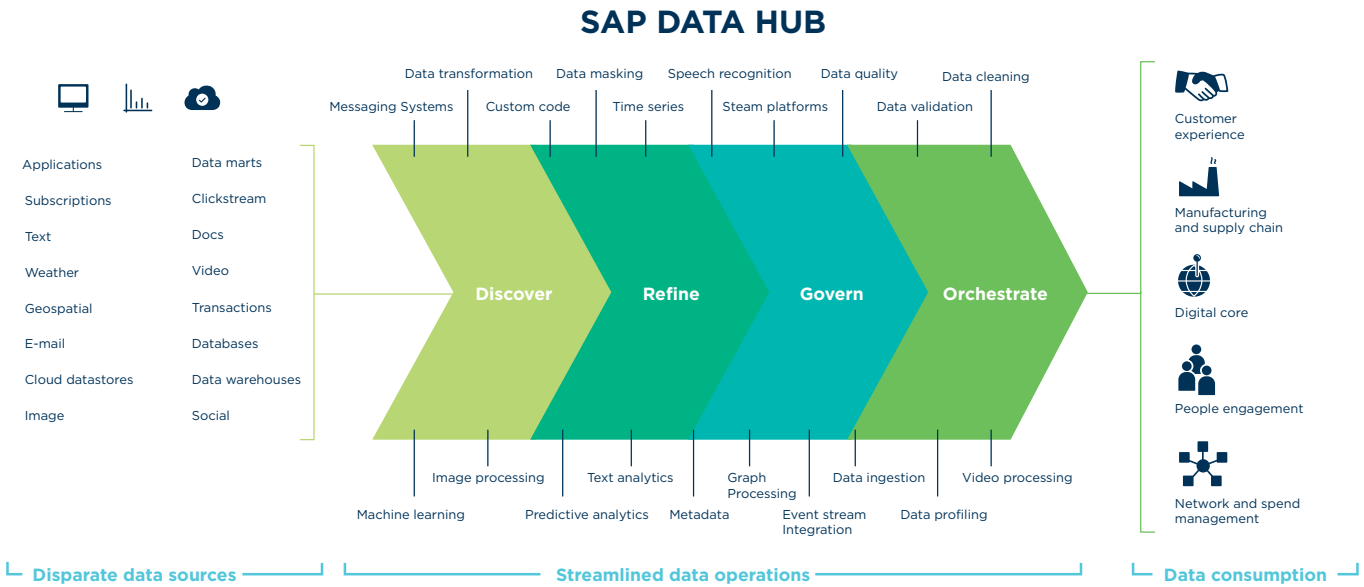 SAP DATA HUB
Applications
Subscriptions
Text
Weather
Geospatial
E-mail
Cloud datastores
Image
Data marts
Clickstream
Docs
Video
Transactions
Databases
Data warehouses
Social
Data transformation
Data masking
Speech recognition
Data quality
Data cleaning
Messaging Systems
Custom code
Time series
Steam platforms
Data validation
Discover
Refine
Govern
Orchestrate
Image processing
Text analytics
Graph
Processing
Data ingestion
Video processing
Machine learning
Predictive analytics
Metadata
Event stream
Integration
Data profiling
Customer
experience
Manufacturing
and supply chain
Digital core
People engagement
Network and spend
management
Disparate data sources
Streamlined data operations
Data consumption